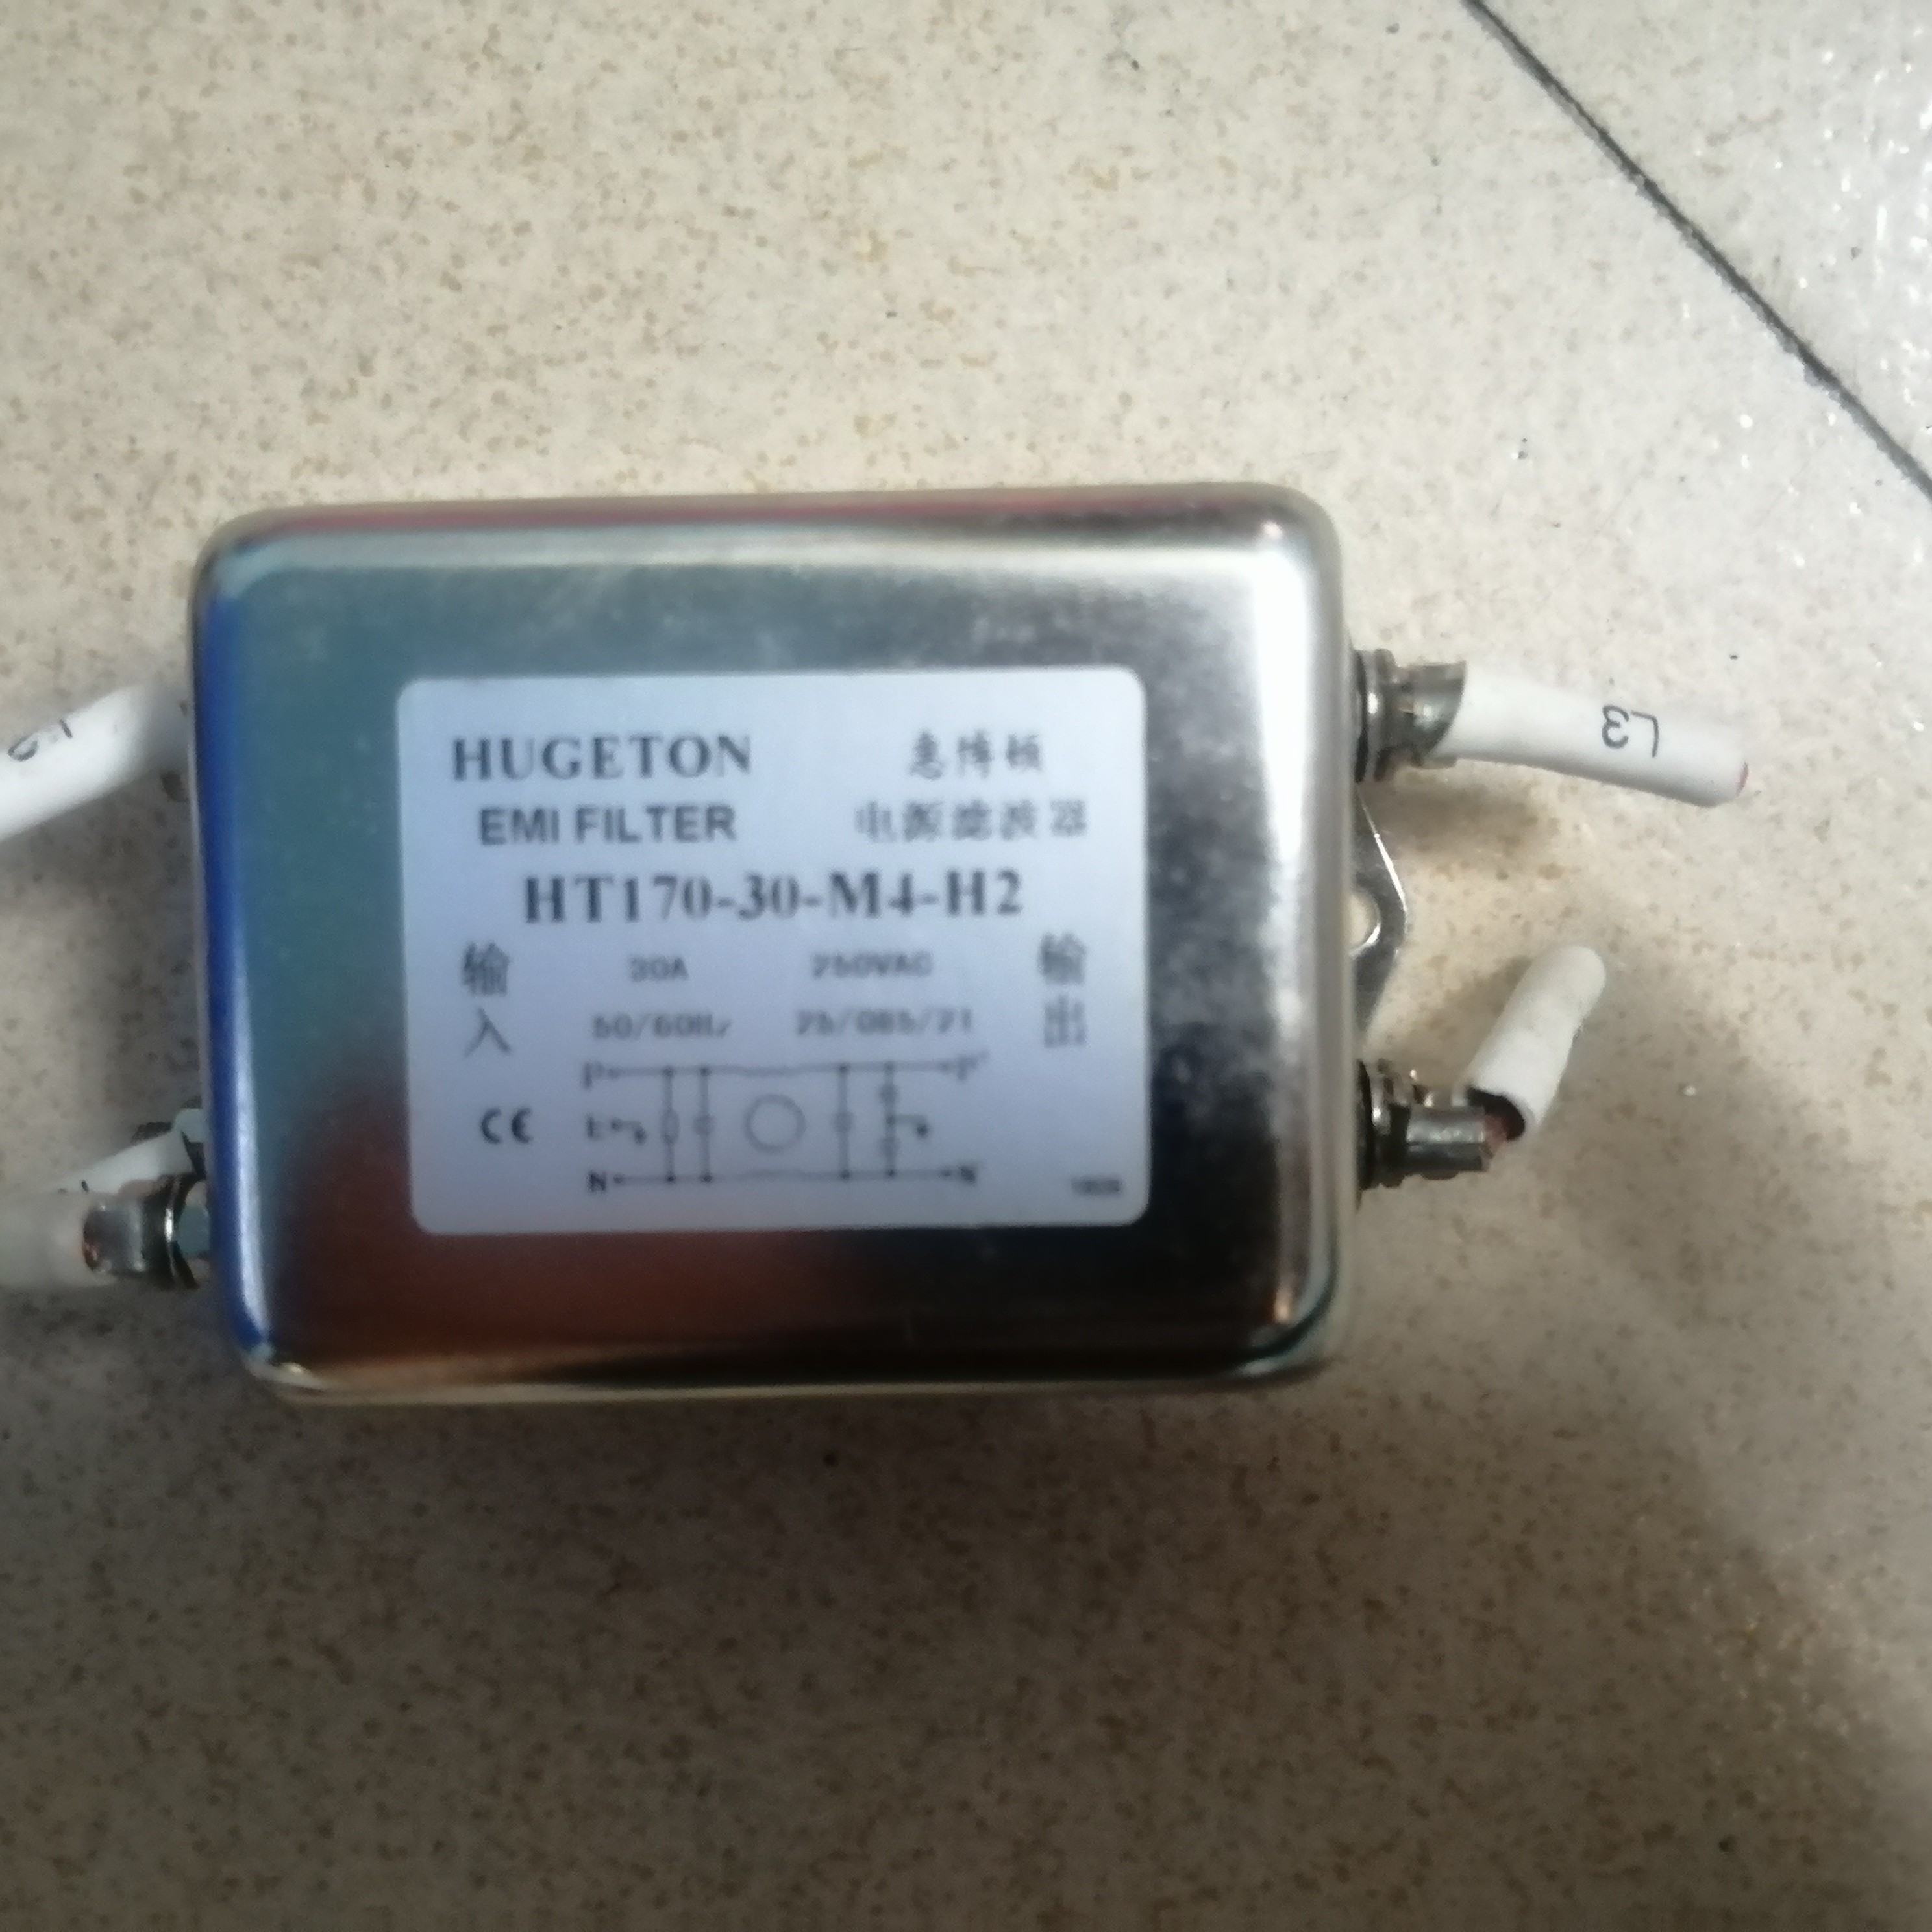 HUGETON 惠博顿
EMI FILTER 电源滤波器
HT170-30-M4-H2
输入 30A 250VAC 输出
50/60Hz 25/085/21
P P'
E
CE
N N'
L3